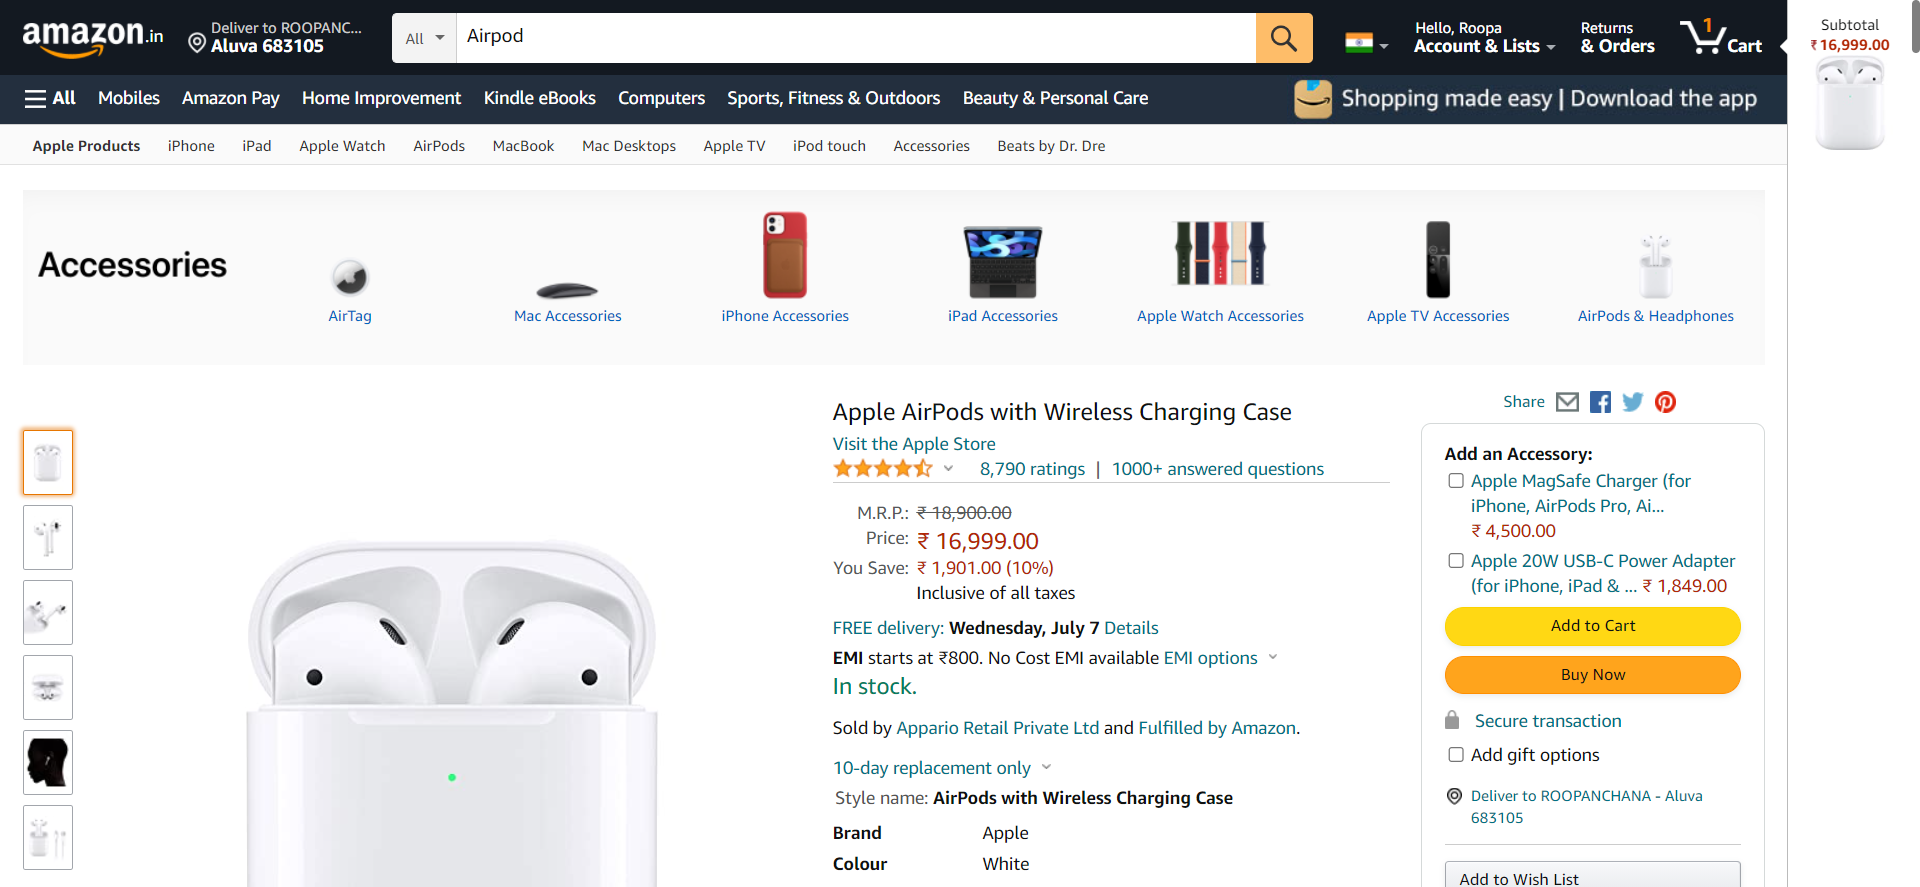 amazon.in
Deliver to ROOPANCH...
Aluva 683105
All
Airpod
Hello, Roopa
Account & Lists
Returns
& Orders
1
Cart
Subtotal
₹ 16,999.00
All
Mobiles
Amazon Pay
Home Improvement
Kindle eBooks
Computers
Sports, Fitness & Outdoors
Beauty & Personal Care
Shopping made easy | Download the app
Apple Products
iPhone
iPad
Apple Watch
AirPods
MacBook
Mac Desktops
Apple TV
iPod touch
Accessories
Beats by Dr. Dre
Accessories
AirTag
Mac Accessories
iPhone Accessories
iPad Accessories
Apple Watch Accessories
Apple TV Accessories
AirPods & Headphones
Apple AirPods with Wireless Charging Case
Visit the Apple Store
8,790 ratings | 1000+ answered questions
M.R.P.: ₹ 18,900.00
Price: ₹ 16,999.00
You Save: ₹ 1,901.00 (10%)
Inclusive of all taxes
FREE delivery: Wednesday, July 7 Details
EMI starts at ₹800. No Cost EMI available EMI options
In stock.
Sold by Appario Retail Private Ltd and Fulfilled by Amazon.
10-day replacement only
Style name: AirPods with Wireless Charging Case
Brand Apple
Colour White
Share
Add an Accessory:
Apple MagSafe Charger (for
iPhone, AirPods Pro, Ai...
₹ 4,500.00
Apple 20W USB-C Power Adapter
(for iPhone, iPad & ... ₹ 1,849.00
Add to Cart
Buy Now
Secure transaction
Add gift options
Deliver to ROOPANCHANA - Aluva
683105
Add to Wish List